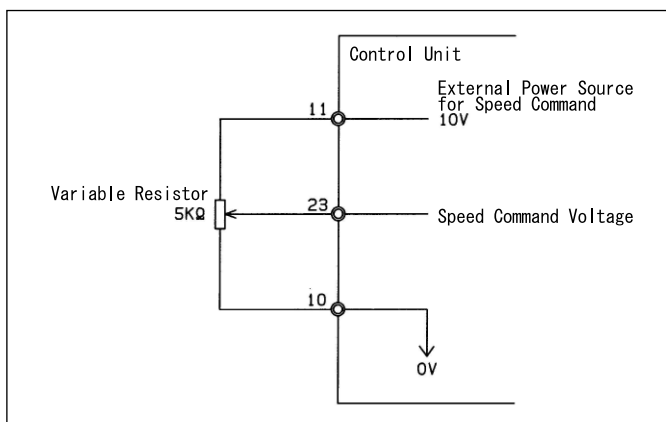 Control Unit
External Power Source
for Speed Command
10V
11
Variable Resistor
5KΩ
23
Speed Command Voltage
10
0V